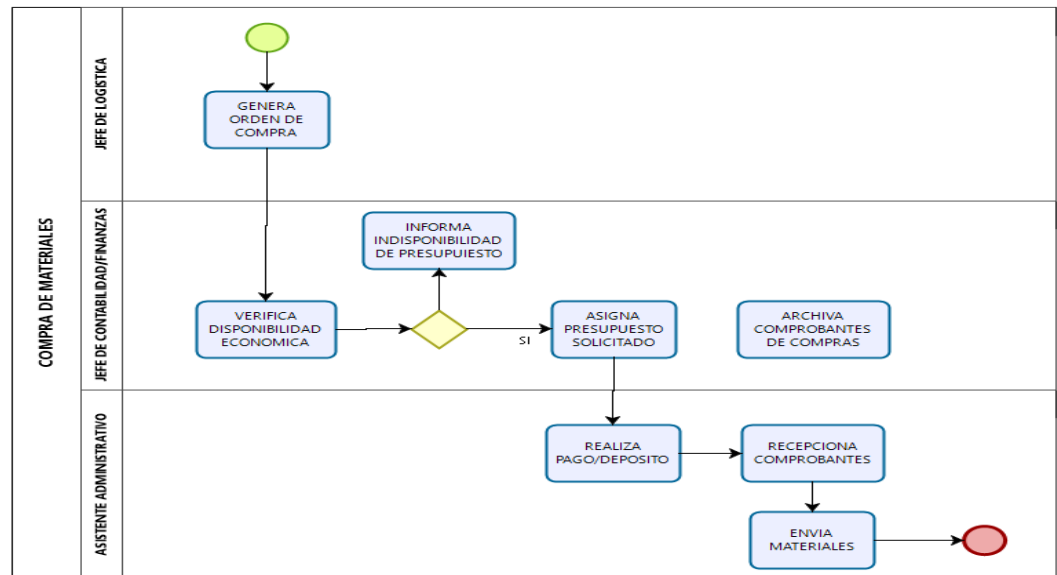 COMPRA DE MATERIALES
JEFE DE LOGISTICA
GENERA
ORDEN DE
COMPRA
JEFE DE CONTABILIDAD/FINANZAS
INFORMA
INDISPONIBILIDAD
DE PRESUPUIESTO
VERIFICA
DISPONIBILIDAD
ECONOMICA
SI
ASIGNA
PRESUPUESTO
SOLICITADO
ARCHIVA
COMPROBANTES
DE COMPRAS
ASISTENTE ADMINISTRATIVO
REALIZA
PAGO/DEPOSITO
RECEPCIONA
COMPROBANTES
ENVIA
MATERIALES